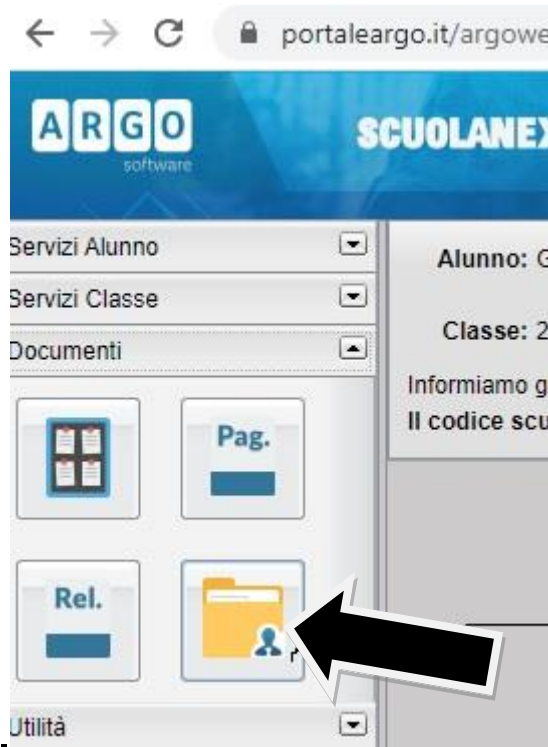 portaleargo.it/argowe
ARGO
software
SCUOLANEX
Servizi Alunno
Servizi Classe
Documenti
Pag.
Rel.
Utilità
Alunno: G
Classe: 2
Informiamo g
Il codice scu